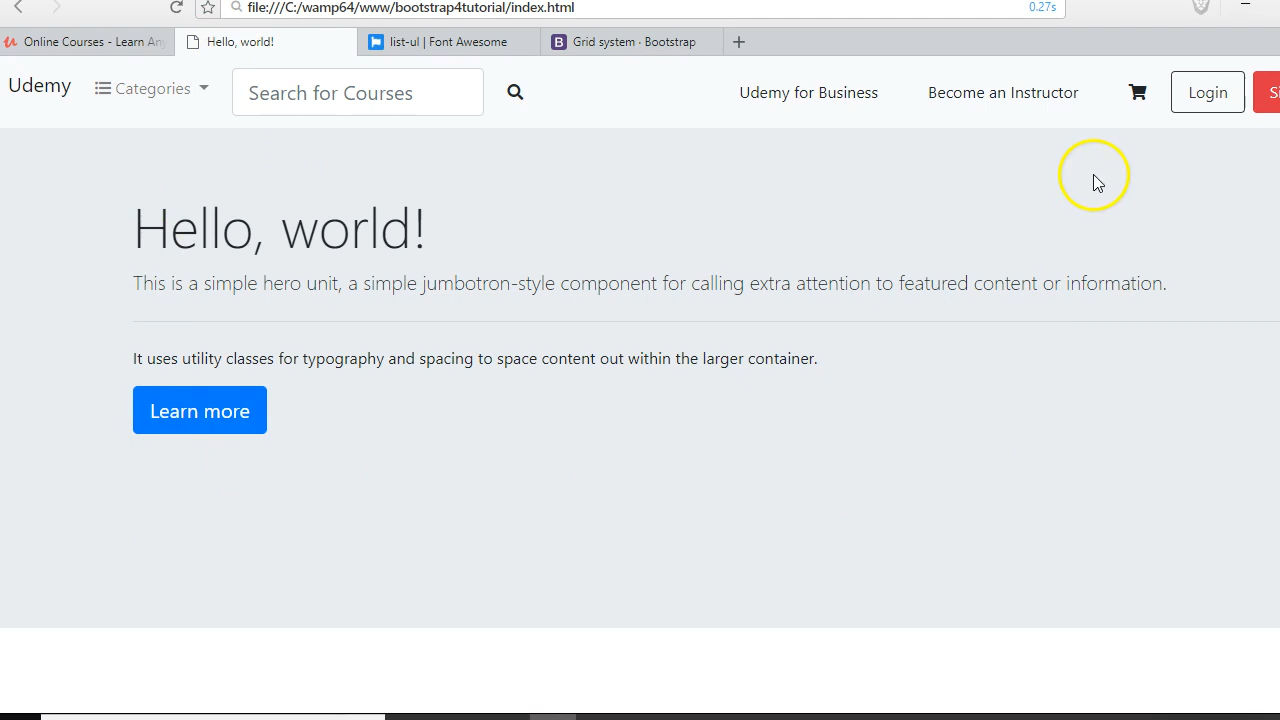 file:///C:/wamp64/www/bootstrap4tutorial/index.html 0.27s
Online Courses - Learn Any Hello, world! list-ul | Font Awesome B Grid system · Bootstrap
Udemy Categories Search for Courses Udemy for Business Become an Instructor Login Si
Hello, world!
This is a simple hero unit, a simple jumbotron-style component for calling extra attention to featured content or information.
It uses utility classes for typography and spacing to space content out within the larger container.
Learn more